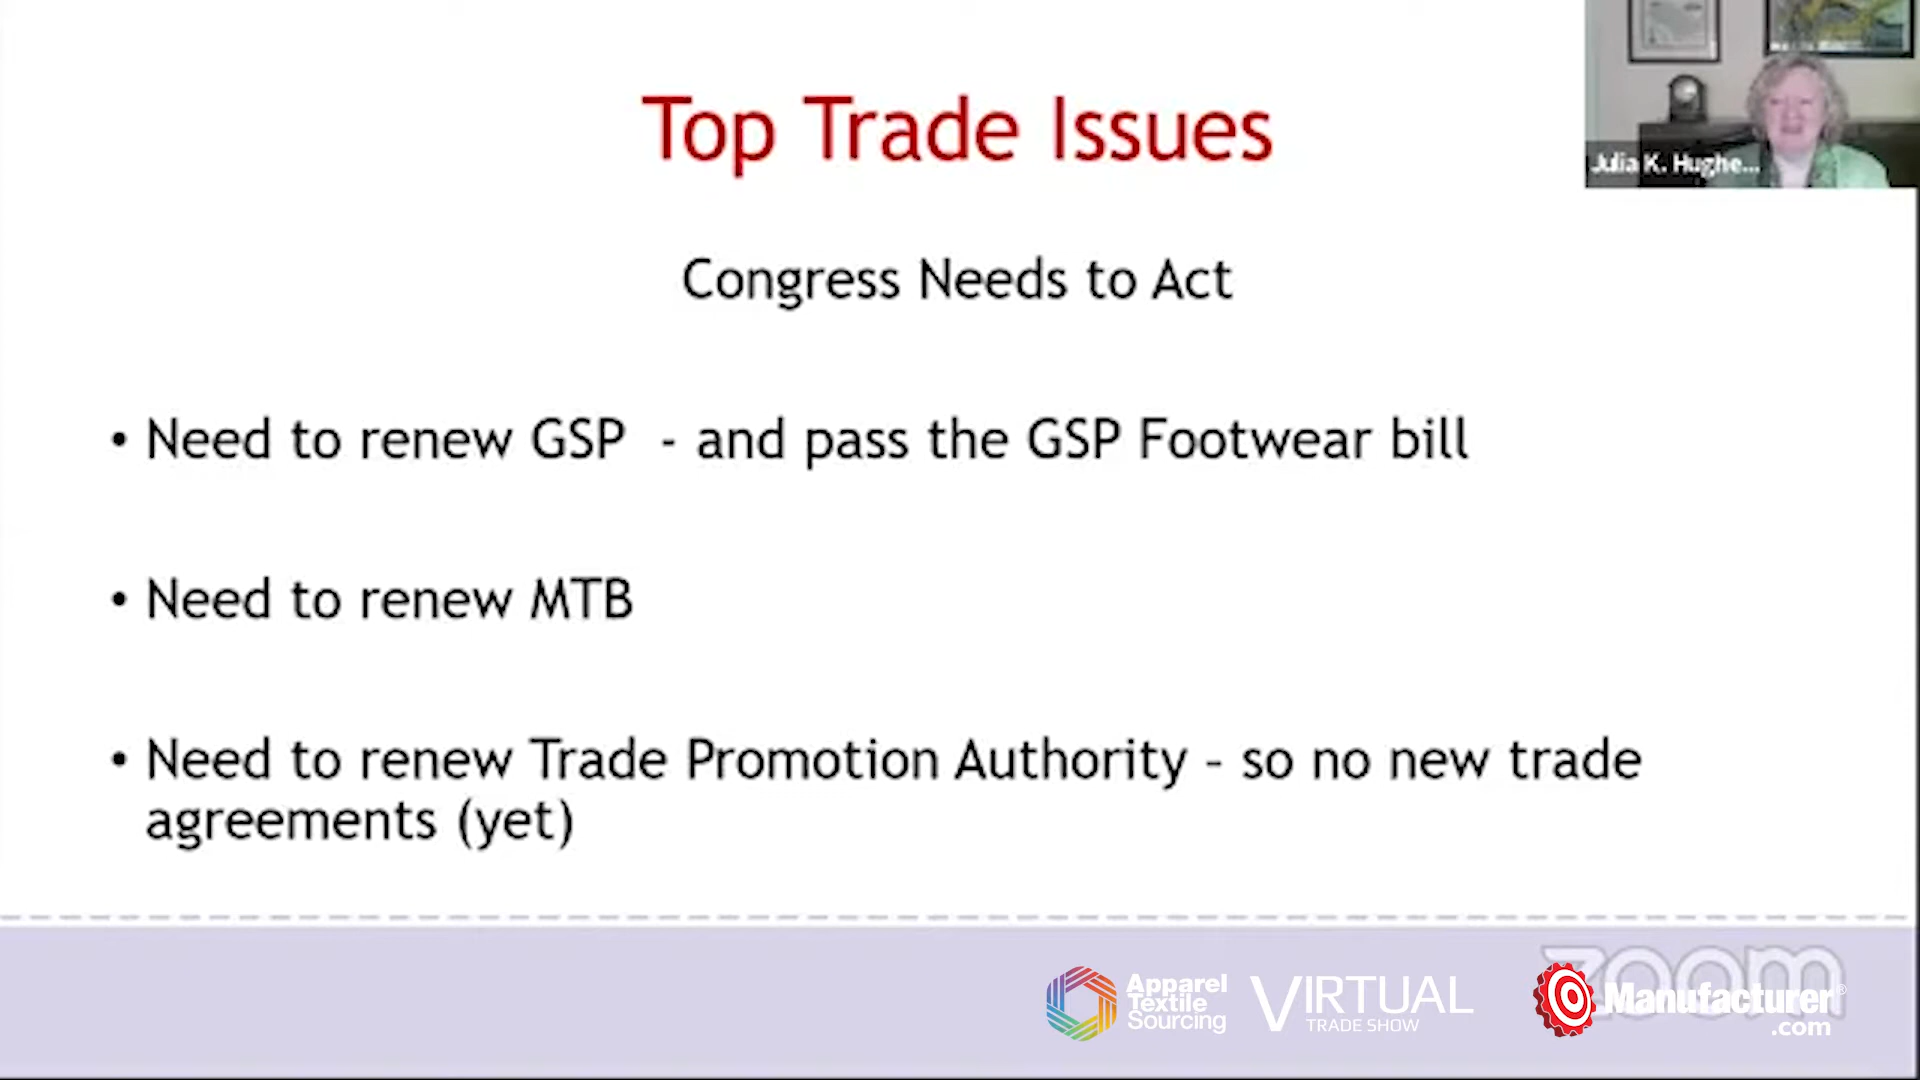 Top Trade Issues
Julia K. Hughe...
Congress Needs to Act
• Need to renew GSP - and pass the GSP Footwear bill
• Need to renew MTB
• Need to renew Trade Promotion Authority – so no new trade
agreements (yet)
zoom
Apparel
Textile
Sourcing
VIRTUAL
TRADE SHOW
Manufacturer®
.com